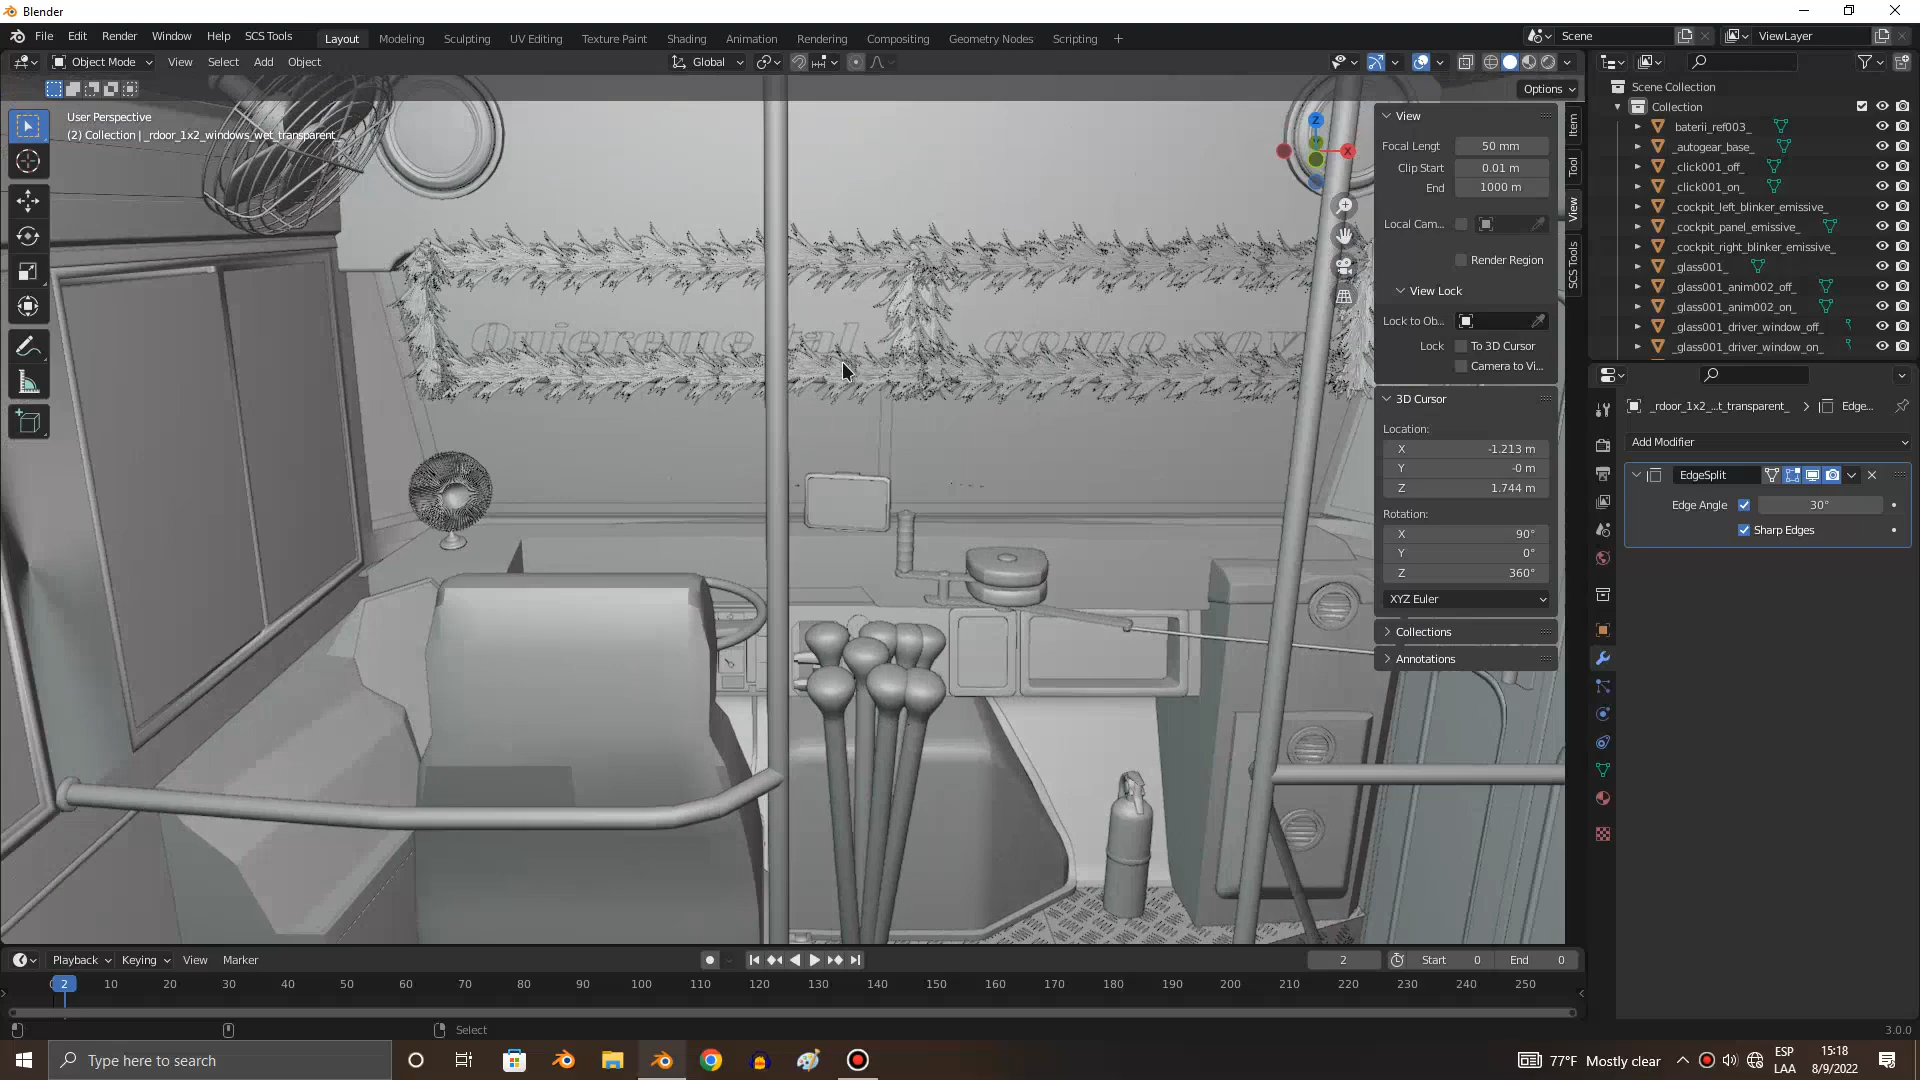 Blender
File Edit Render Window Help SCS Tools
Layout Modeling Sculpting UV Editing Texture Paint Shading Animation Rendering Compositing Geometry Nodes Scripting +
Scene
ViewLayer
Object Mode View Select Add Object
Global
Options
User Perspective
(2) Collection | _rdoor_1x2_windows_wet_transparent_
Quiereme tal como soy
Z
X
View
Focal Lengt 50 mm
Clip Start 0.01 m
End 1000 m
Local Cam...
Render Region
View Lock
Lock to Ob...
Lock To 3D Cursor
Camera to Vi...
3D Cursor
Location:
X -1.213 m
Y -0 m
Z 1.744 m
Rotation:
X 90°
Y 0°
Z 360°
XYZ Euler
Collections
Annotations
Item
Tool
View
SCS Tools
Scene Collection
Collection
baterii_ref003_
_autogear_base_
_click001_off_
_click001_on_
_cockpit_left_blinker_emissive_
_cockpit_panel_emissive_
_cockpit_right_blinker_emissive_
_glass001_
_glass001_anim002_off_
_glass001_anim002_on_
_glass001_driver_window_off_
_glass001_driver_window_on_
_rdoor_1x2_...t_transparent_ Edge...
Add Modifier
EdgeSplit
Edge Angle 30°
Sharp Edges
Playback Keying View Marker
2 Start 0 End 0
0 2 10 20 30 40 50 60 70 80 90 100 110 120 130 140 150 160 170 180 190 200 210 220 230 240 250
Select
3.0.0
Type here to search
77°F Mostly clear
ESP
LAA
15:18
8/9/2022